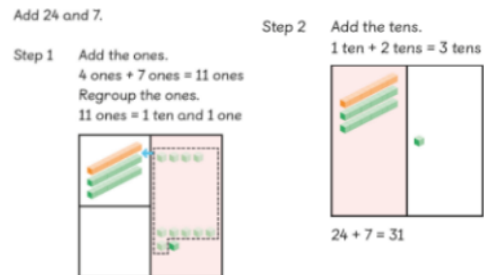 Add 24 and 7.
Step 1 Add the ones.
4 ones + 7 ones = 11 ones
Regroup the ones.
11 ones = 1 ten and 1 one
Step 2 Add the tens.
1 ten + 2 tens = 3 tens
24 + 7 = 31